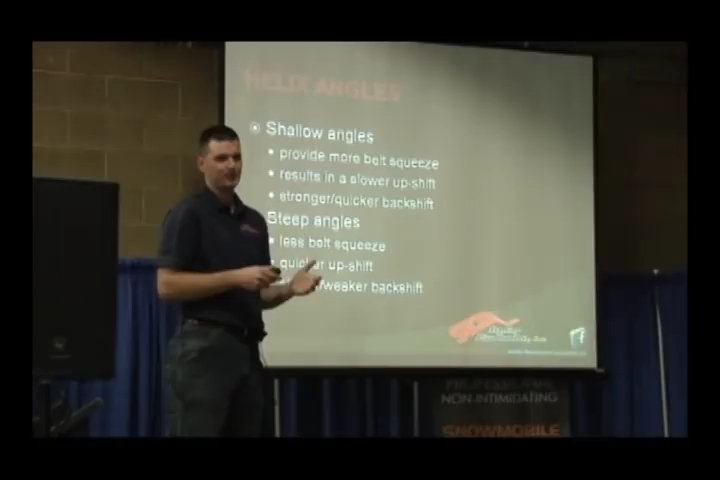 HELIX ANGLES
Shallow angles
• provide more belt squeeze
• results in a slower up-shift
• stronger/quicker backshift
Steep angles
• less belt squeeze
• quicker up-shift
/weaker backshift
PROFESSIONAL
NON-INTIMIDATING
SNOWMOBILE